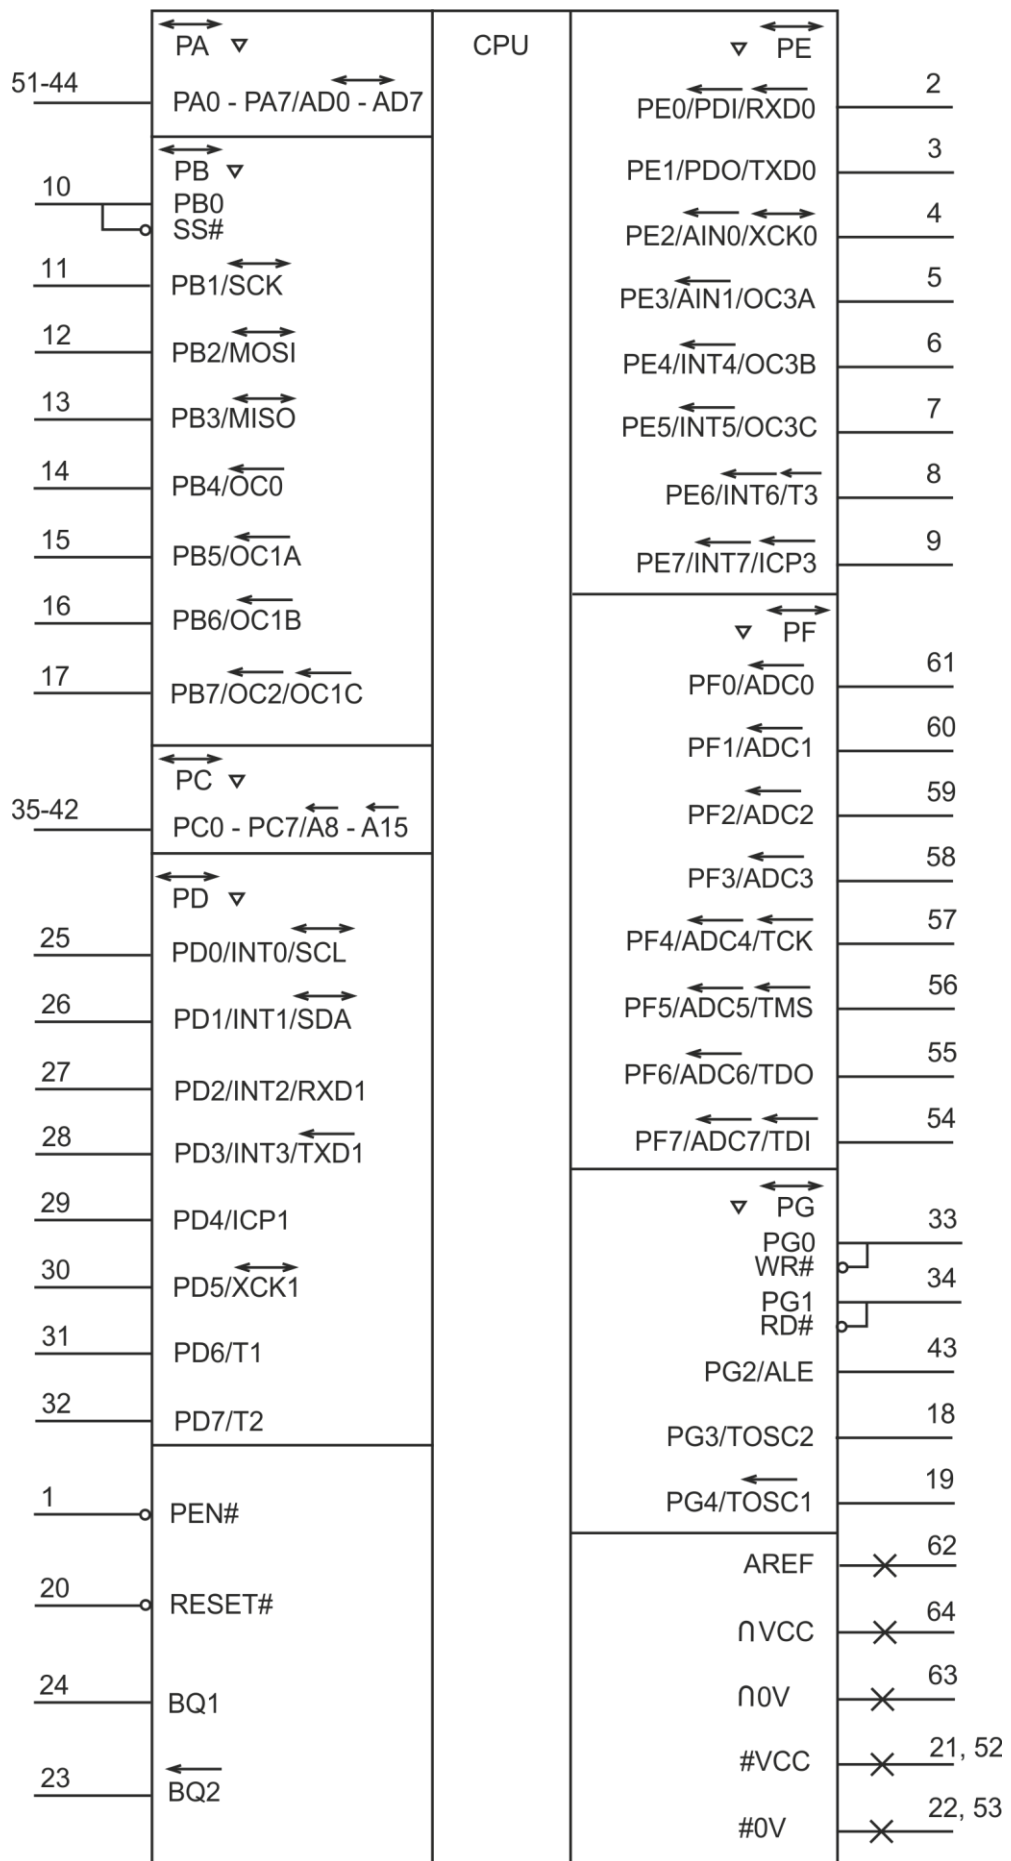 CPU
PA
51-44
PA0 - PA7/AD0 - AD7
PB
10
PB0
SS#
11
PB1/SCK
12
PB2/MOSI
13
PB3/MISO
14
PB4/OC0
15
PB5/OC1A
16
PB6/OC1B
17
PB7/OC2/OC1C
PC
35-42
PC0 - PC7/A8 - A15
PD
25
PD0/INT0/SCL
26
PD1/INT1/SDA
27
PD2/INT2/RXD1
28
PD3/INT3/TXD1
29
PD4/ICP1
30
PD5/XCK1
31
PD6/T1
32
PD7/T2
1
PEN#
20
RESET#
24
BQ1
23
BQ2
PE
2
PE0/PDI/RXD0
3
PE1/PDO/TXD0
4
PE2/AIN0/XCK0
5
PE3/AIN1/OC3A
6
PE4/INT4/OC3B
7
PE5/INT5/OC3C
8
PE6/INT6/T3
9
PE7/INT7/ICP3
PF
61
PF0/ADC0
60
PF1/ADC1
59
PF2/ADC2
58
PF3/ADC3
57
PF4/ADC4/TCK
56
PF5/ADC5/TMS
55
PF6/ADC6/TDO
54
PF7/ADC7/TDI
PG
33
PG0
WR#
34
PG1
RD#
43
PG2/ALE
18
PG3/TOSC2
19
PG4/TOSC1
62
AREF
64
∩VCC
63
∩0V
21, 52
#VCC
22, 53
#0V